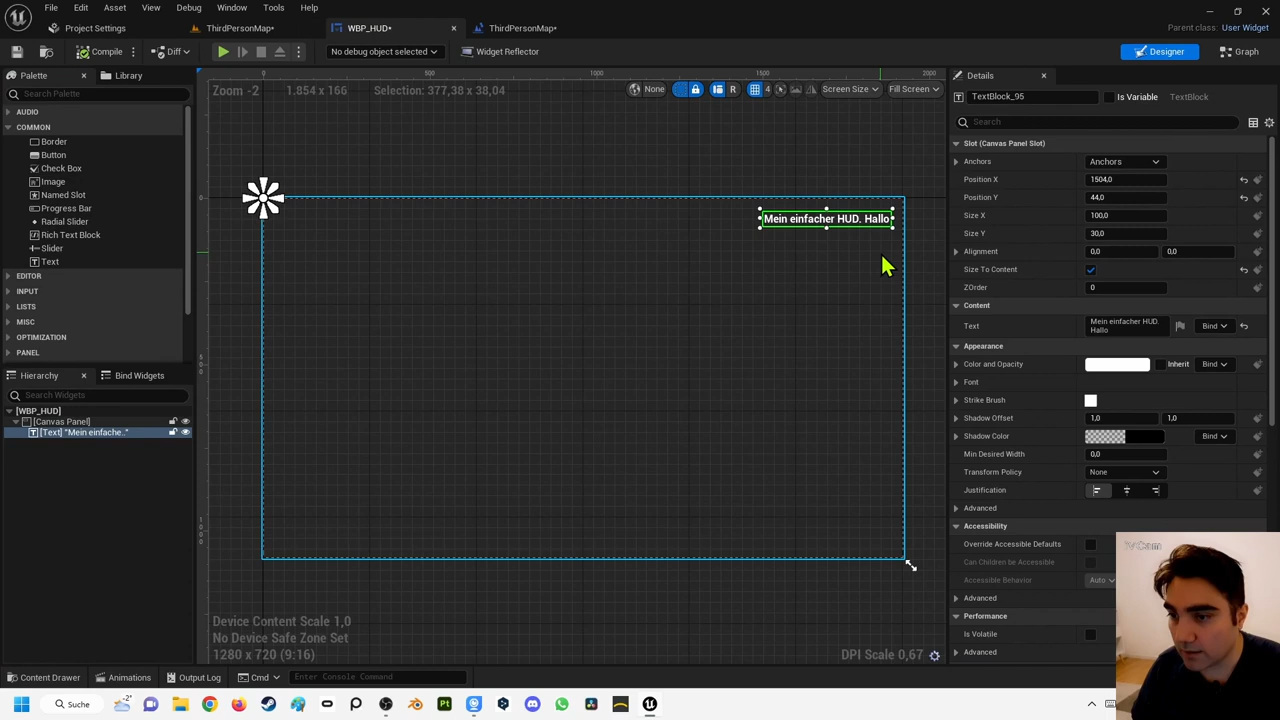 File Edit Asset View Debug Window Tools Help
Project Settings
ThirdPersonMap*
WBP_HUD*
ThirdPersonMap*
Parent class: User Widget
Compile
Diff
No debug object selected
Widget Reflector
Designer
Graph
Palette
Library
Search Palette
AUDIO
COMMON
Border
Button
Check Box
Image
Named Slot
Progress Bar
Radial Slider
Rich Text Block
Slider
Text
EDITOR
INPUT
LISTS
MISC
OPTIMIZATION
PANEL
Hierarchy
Bind Widgets
Search Widgets
[WBP_HUD]
[Canvas Panel]
[Text] "Mein einfache.."
0 500 1000 1500 2000
Zoom -2
1.854 x 166
Selection: 377,38 x 38,04
None
R
4
Screen Size
Fill Screen
0
500
1000
Mein einfacher HUD. Hallo
Device Content Scale 1,0
No Device Safe Zone Set
1280 x 720 (9:16)
DPI Scale 0,67
Details
TextBlock_95
Is Variable
TextBlock
Search
Slot (Canvas Panel Slot)
Anchors Anchors
Position X 1504,0
Position Y 44,0
Size X 100,0
Size Y 30,0
Alignment 0,0 0,0
Size To Content
ZOrder 0
Content
Text Mein einfacher HUD. Bind
Hallo
Appearance
Color and Opacity Inherit Bind
Font
Strike Brush
Shadow Offset 1,0 1,0
Shadow Color Bind
Min Desired Width 0,0
Transform Policy None
Justification
Advanced
Accessibility
Override Accessible Defaults
Can Children be Accessible
Accessible Behavior Auto
Advanced
Performance
Is Volatile
Advanced
iVCam
Content Drawer
Animations
Output Log
Cmd
Enter Console Command
Suche
-2°